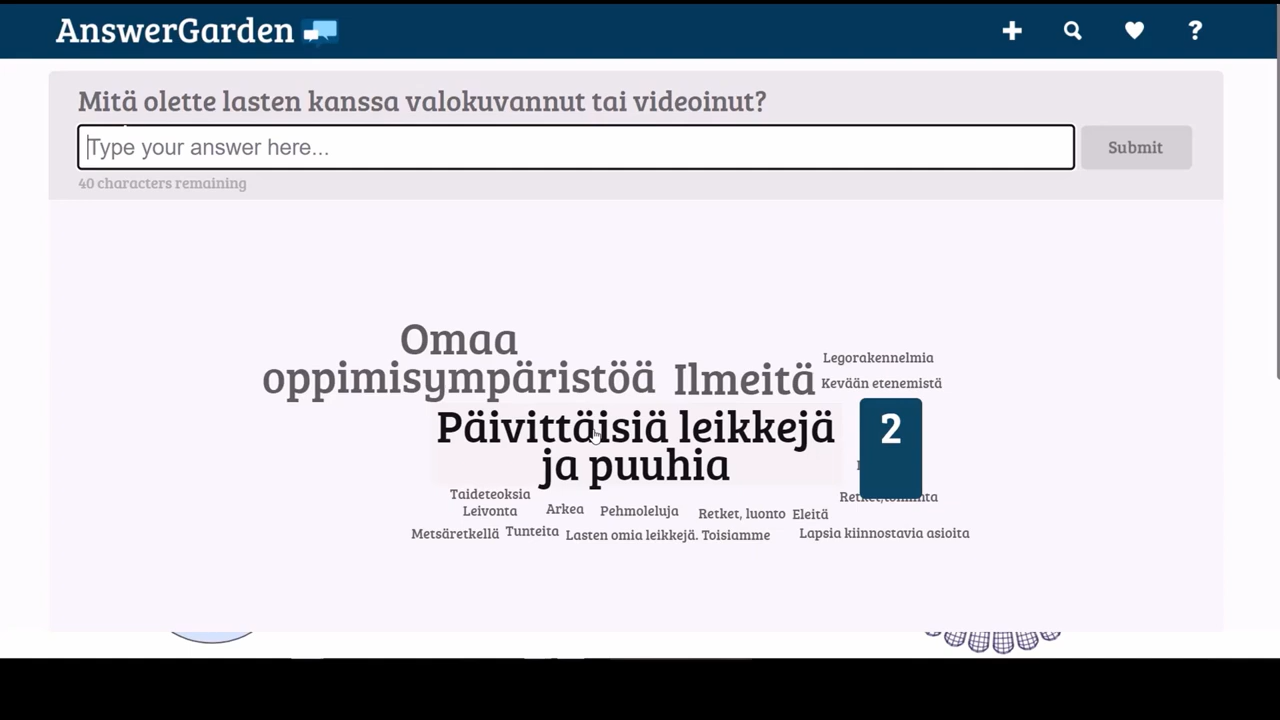 AnswerGarden
Mitä olette lasten kanssa valokuvannut tai videoinut?
Type your answer here...
Submit
40 characters remaining
Omaa
oppimisympäristöä
Ilmeitä
Legorakennelmia
Kevään etenemistä
Päivittäisiä leikkejä
ja puuhia
2
Taideteoksia
Leivonta
Arkea
Pehmoleluja
Retket, luonto
Eleitä
Metsäretkellä
Tunteita
Lasten omia leikkejä. Toisiamme
Lapsia kiinnostavia asioita